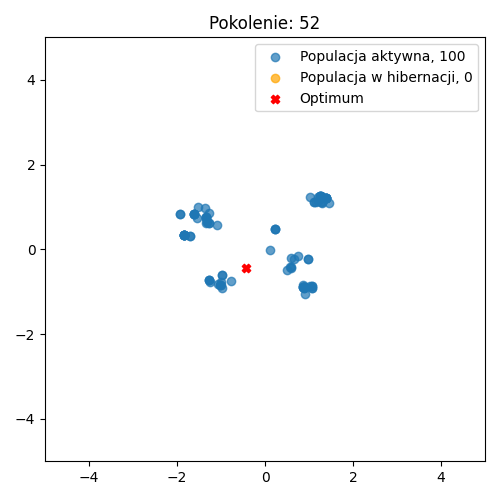 Pokolenie: 52
Populacja aktywna, 100
Populacja w hibernacji, 0
Optimum
4
2
0
−2
−4
−4 −2 0 2 4